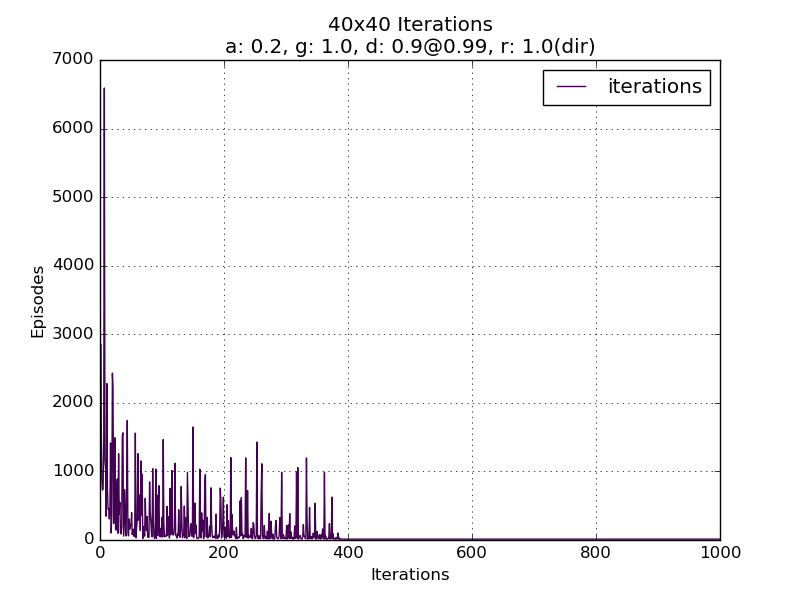 40x40 Iterations
a: 0.2, g: 1.0, d: 0.9@0.99, r: 1.0(dir)
7000
iterations
6000
5000
4000
Episodes
3000
2000
1000
0
0 200 400 600 800 1000
Iterations